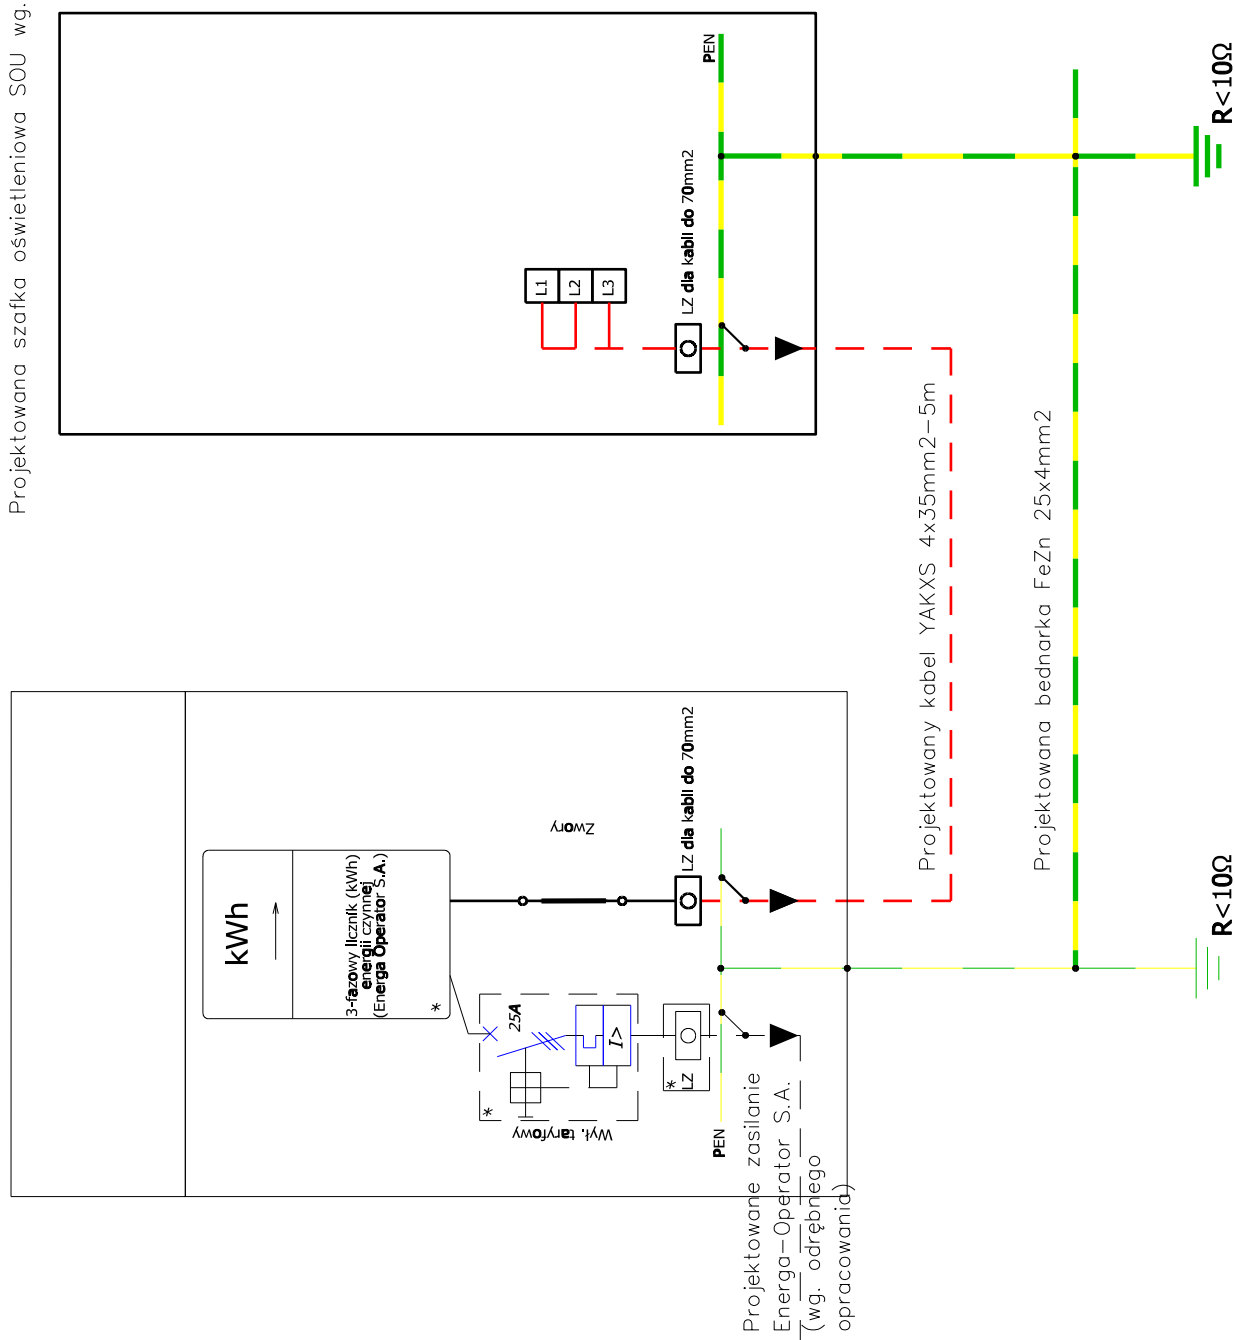 Projektowana szafka oświetleniowa SOU wg.
PEN
LZ dla kabli do 70mm2
L1
L2
L3
R<10Ω
Projektowany kabel YAKXS 4x35mm2-5m
Projektowana bednarka FeZn 25x4mm2
kWh
3-fazowy licznik (kWh)
energii czynnej
(Energa Operator S.A.)
*
Zwory
LZ dla kabli do 70mm2
25A
I>
*
Wył. taryfowy
*
LZ
PEN
R<10Ω
Projektowane zasilanie
Energa-Operator S.A.
(wg. odrębnego
opracowania)